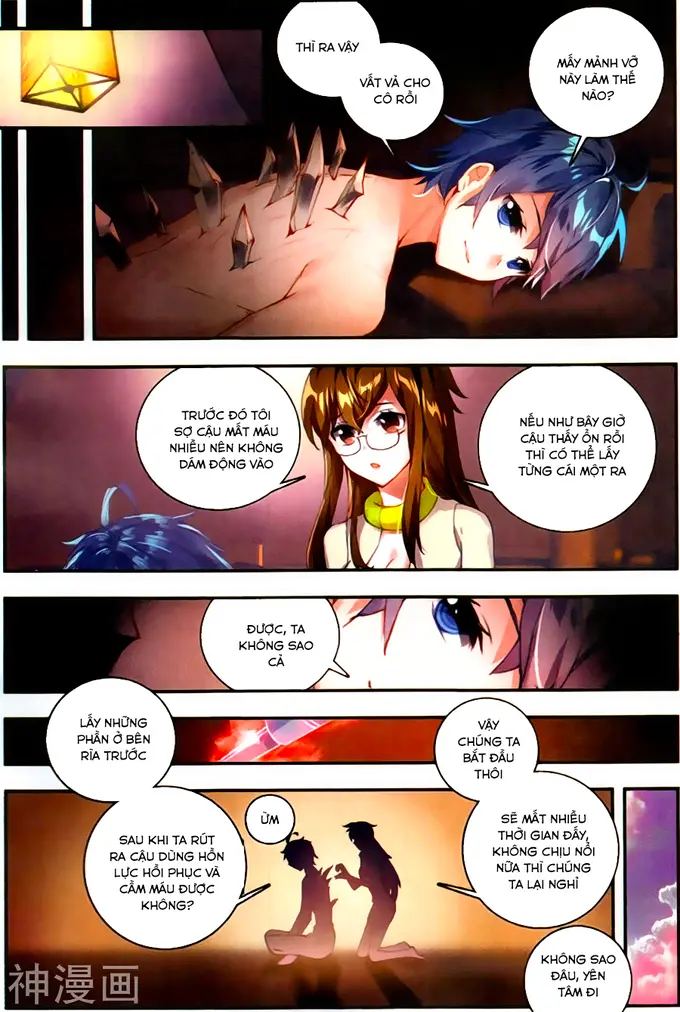 THÌ RA VẬY
VẤT VẢ CHO
CÔ RỒI
MẤY MẢNH VỠ
NÀY LÀM THẾ
NÀO?
TRƯỚC ĐÓ TÔI
SỢ CẬU MẤT MÁU
NHIỀU NÊN KHÔNG
DÁM ĐỘNG VÀO
NẾU NHƯ BÂY GIỜ
CẬU THẤY ỔN RỒI
THÌ CÓ THỂ LẤY
TỪNG CÁI MỘT RA
ĐƯỢC, TA
KHÔNG SAO
CẢ
LẤY NHỮNG
PHẦN Ở BÊN
RÌA TRƯỚC
SAU KHI TA RÚT
RA CẬU DÙNG HỒN
LỰC HỒI PHỤC VÀ
CẦM MÁU ĐƯỢC
KHÔNG?
ỪM
VẬY
CHÚNG TA
BẮT ĐẦU
THÔI
SẼ MẤT NHIỀU
THỜI GIAN ĐẤY,
KHÔNG CHỊU NỔI
NỮA THÌ CHÚNG
TA LẠI NGHỈ
KHÔNG SAO
ĐÂU, YÊN
TÂM ĐI
神漫画